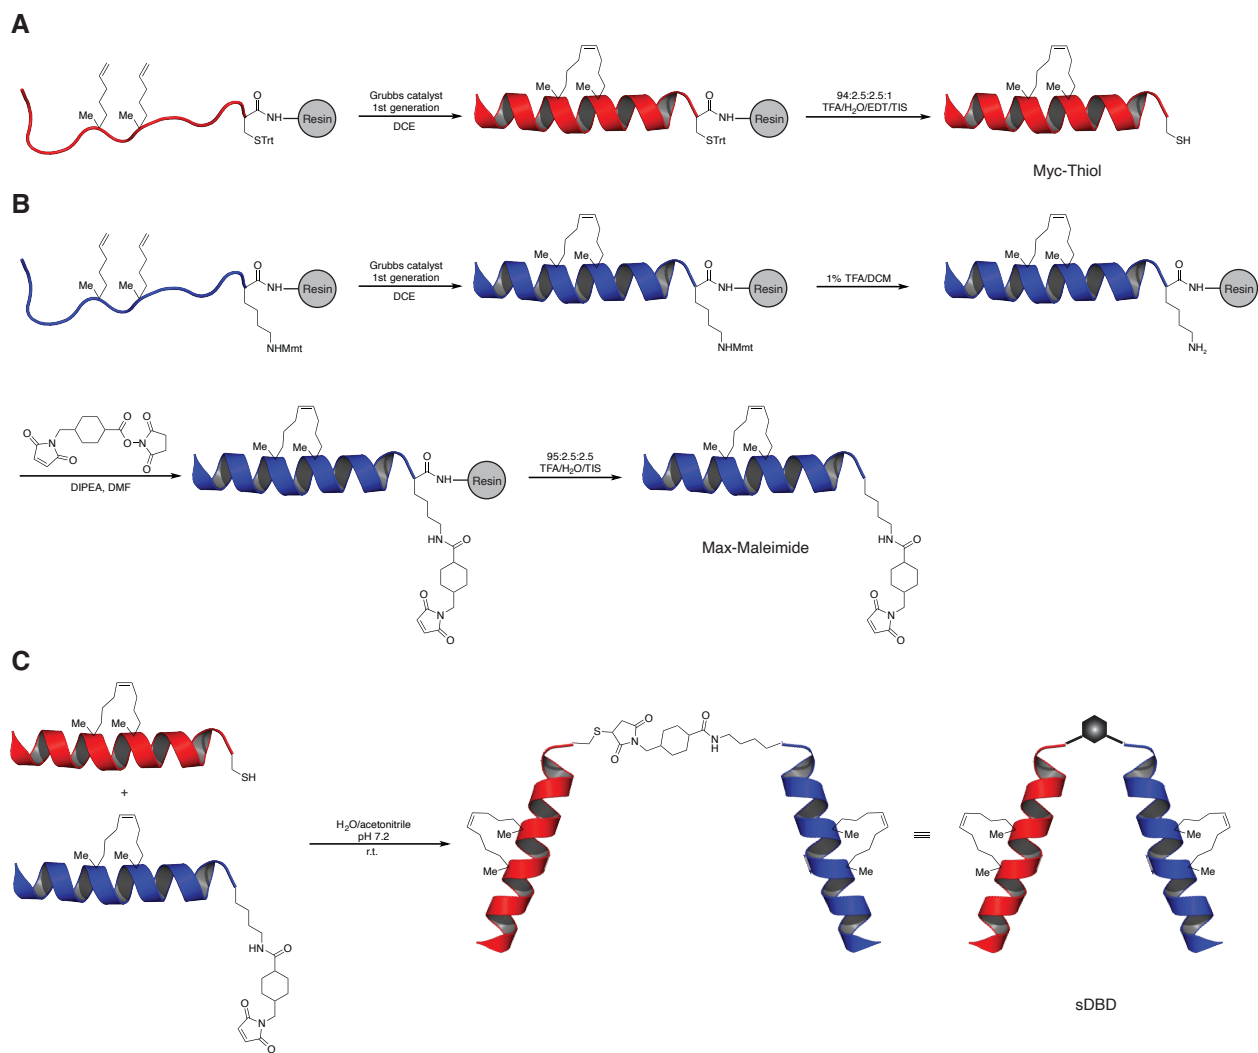 A
Me
Me
O
NH
Resin
STrt
Grubbs catalyst
1st generation
DCE
Me
Me
O
NH
Resin
STrt
94:2.5:2.5:1
TFA/H₂O/EDT/TIS
Me
Me
SH
Myc-Thiol
B
Me
Me
O
NH
Resin
NHMmt
Grubbs catalyst
1st generation
DCE
Me
Me
O
NH
Resin
NHMmt
1% TFA/DCM
Me
Me
O
NH
Resin
NH₂
O
N
O
O
O
O
N
O
DIPEA, DMF
Me
Me
O
NH
Resin
HN
O
O
N
O
95:2.5:2.5
TFA/H₂O/TIS
Me
Me
HN
O
O
N
O
Max-Maleimide
C
Me
Me
SH
+
Me
Me
HN
O
O
N
O
H₂O/acetonitrile
pH 7.2
r.t.
S
O
N
O
O
N
H
Me
Me
Me
Me
Me
Me
Me
Me
sDBD